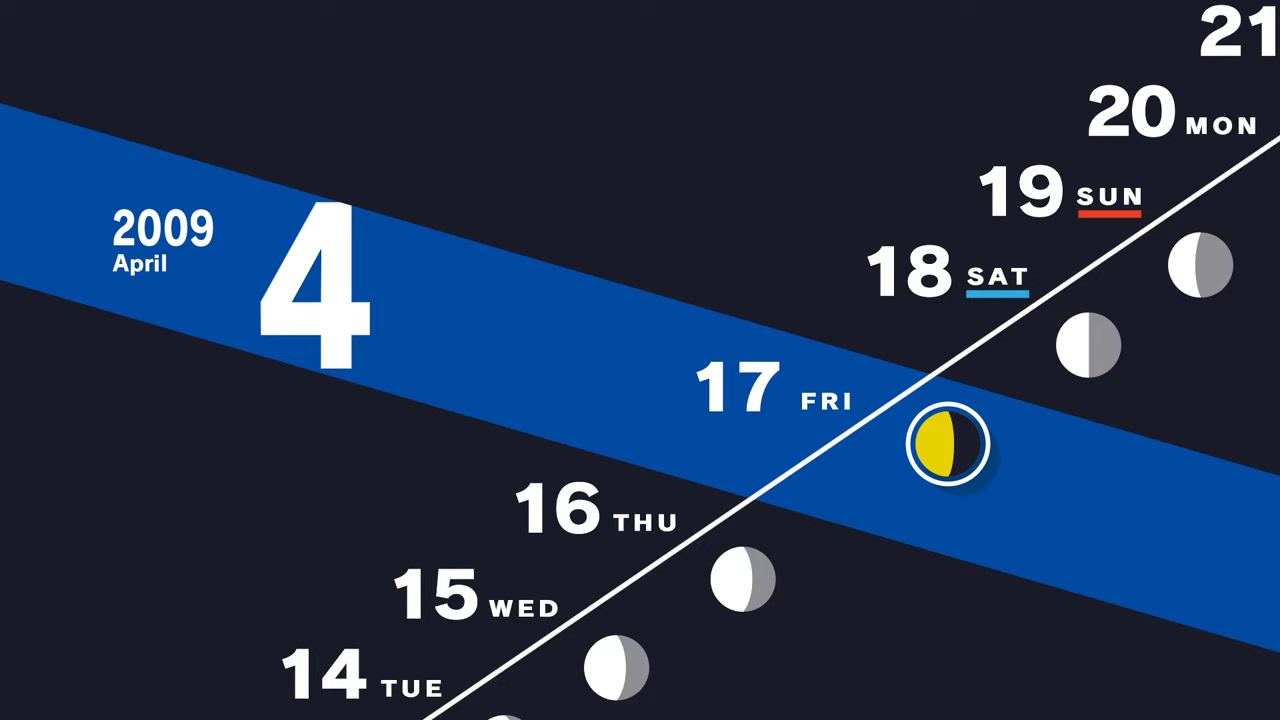 21
20 MON
19 SUN
18 SAT
2009
April
4
17 FRI
16 THU
15 WED
14 TUE